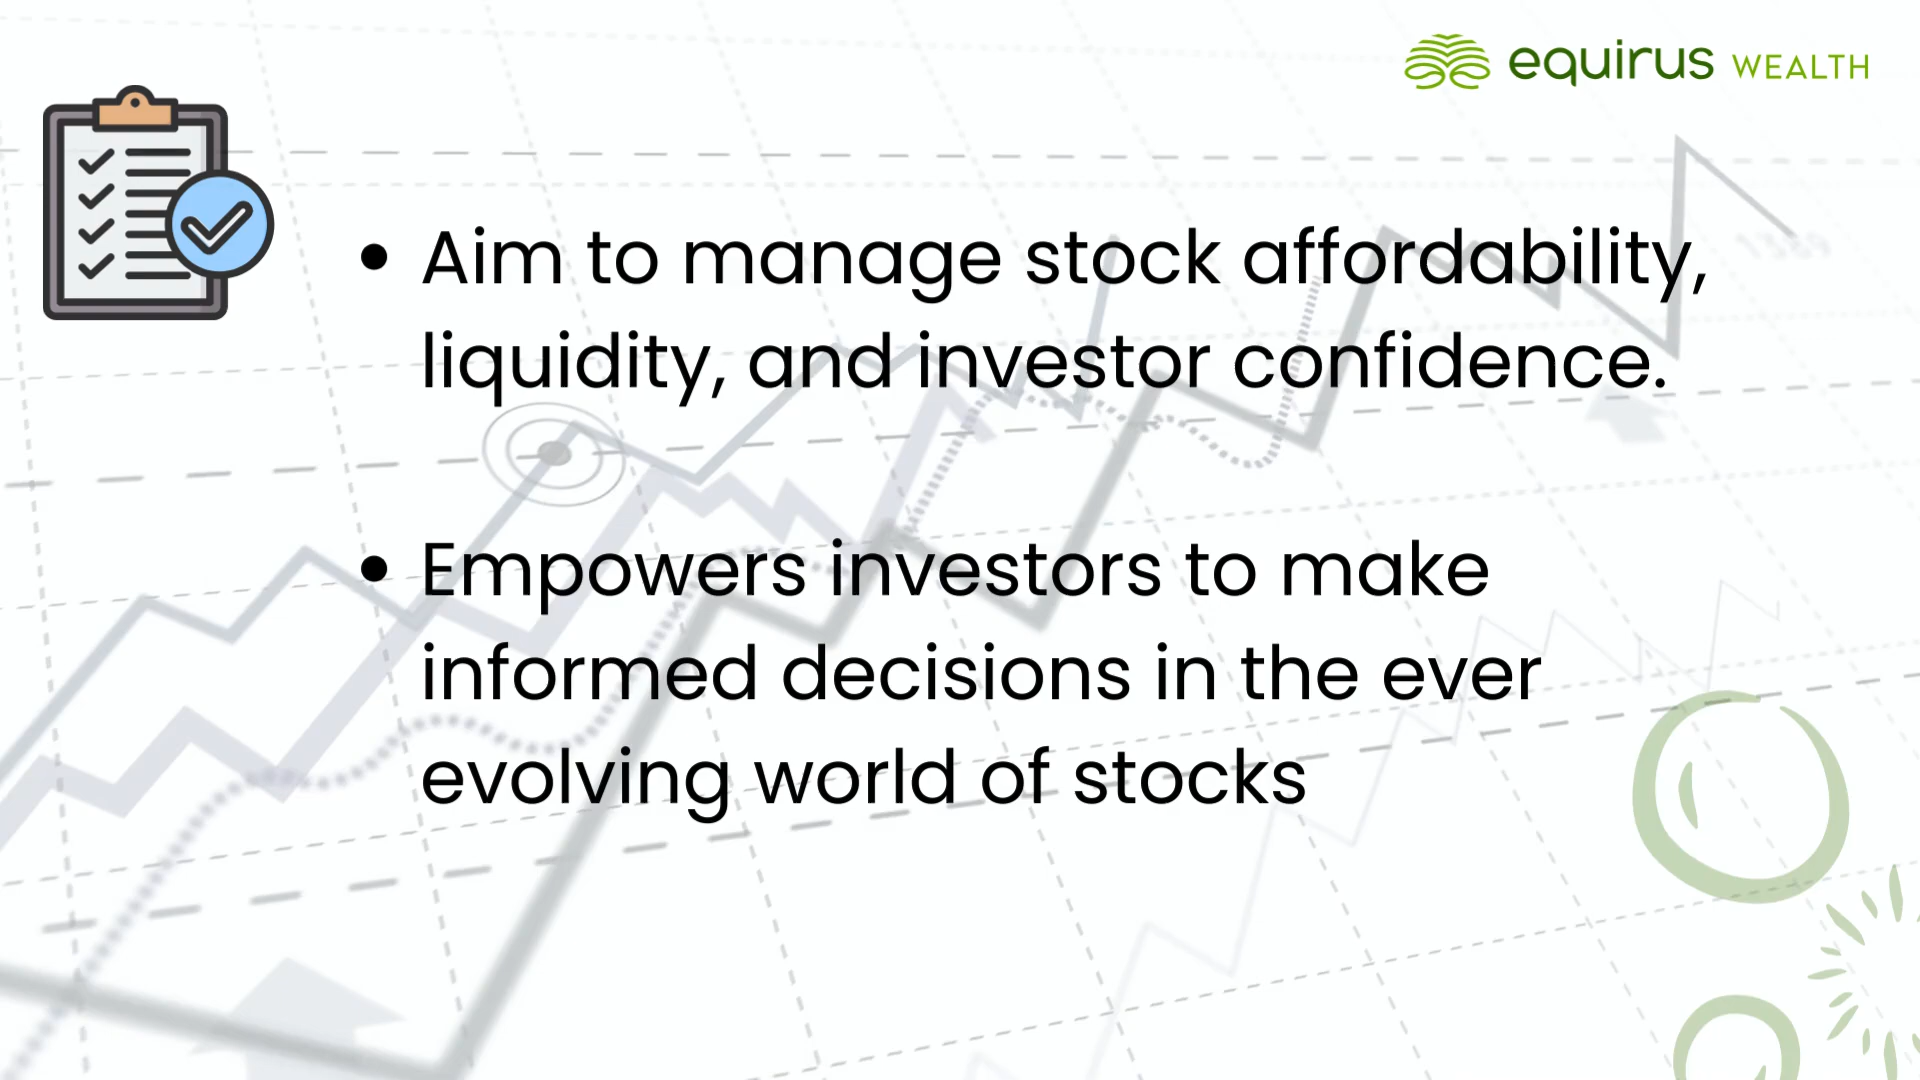 equirus WEALTH
• Aim to manage stock affordability,
liquidity, and investor confidence.
• Empowers investors to make
informed decisions in the ever
evolving world of stocks